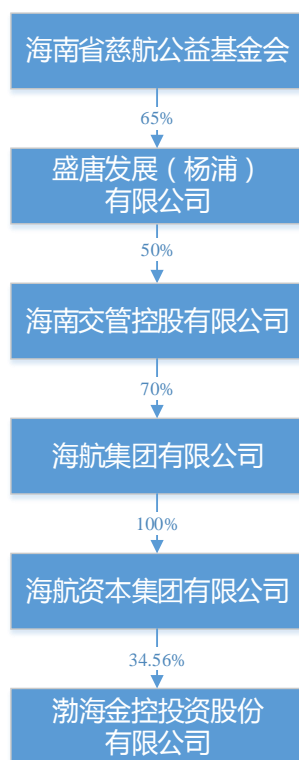 海南省慈航公益基金会
65%
盛唐发展（杨浦）
有限公司
50%
海南交管控股有限公司
70%
海航集团有限公司
100%
海航资本集团有限公司
34.56%
渤海金控投资股份
有限公司